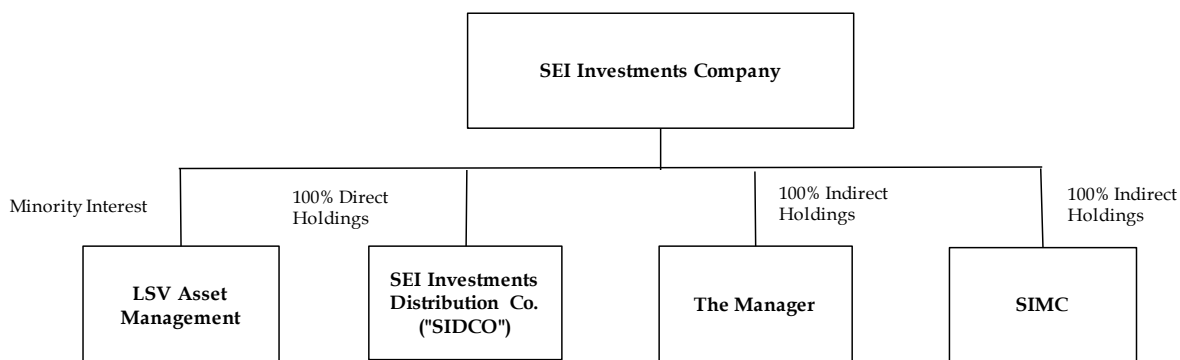 SEI Investments Company
Minority Interest
100% Direct
Holdings
100% Indirect
Holdings
100% Indirect
Holdings
LSV Asset
Management
SEI Investments
Distribution Co.
("SIDCO")
The Manager
SIMC